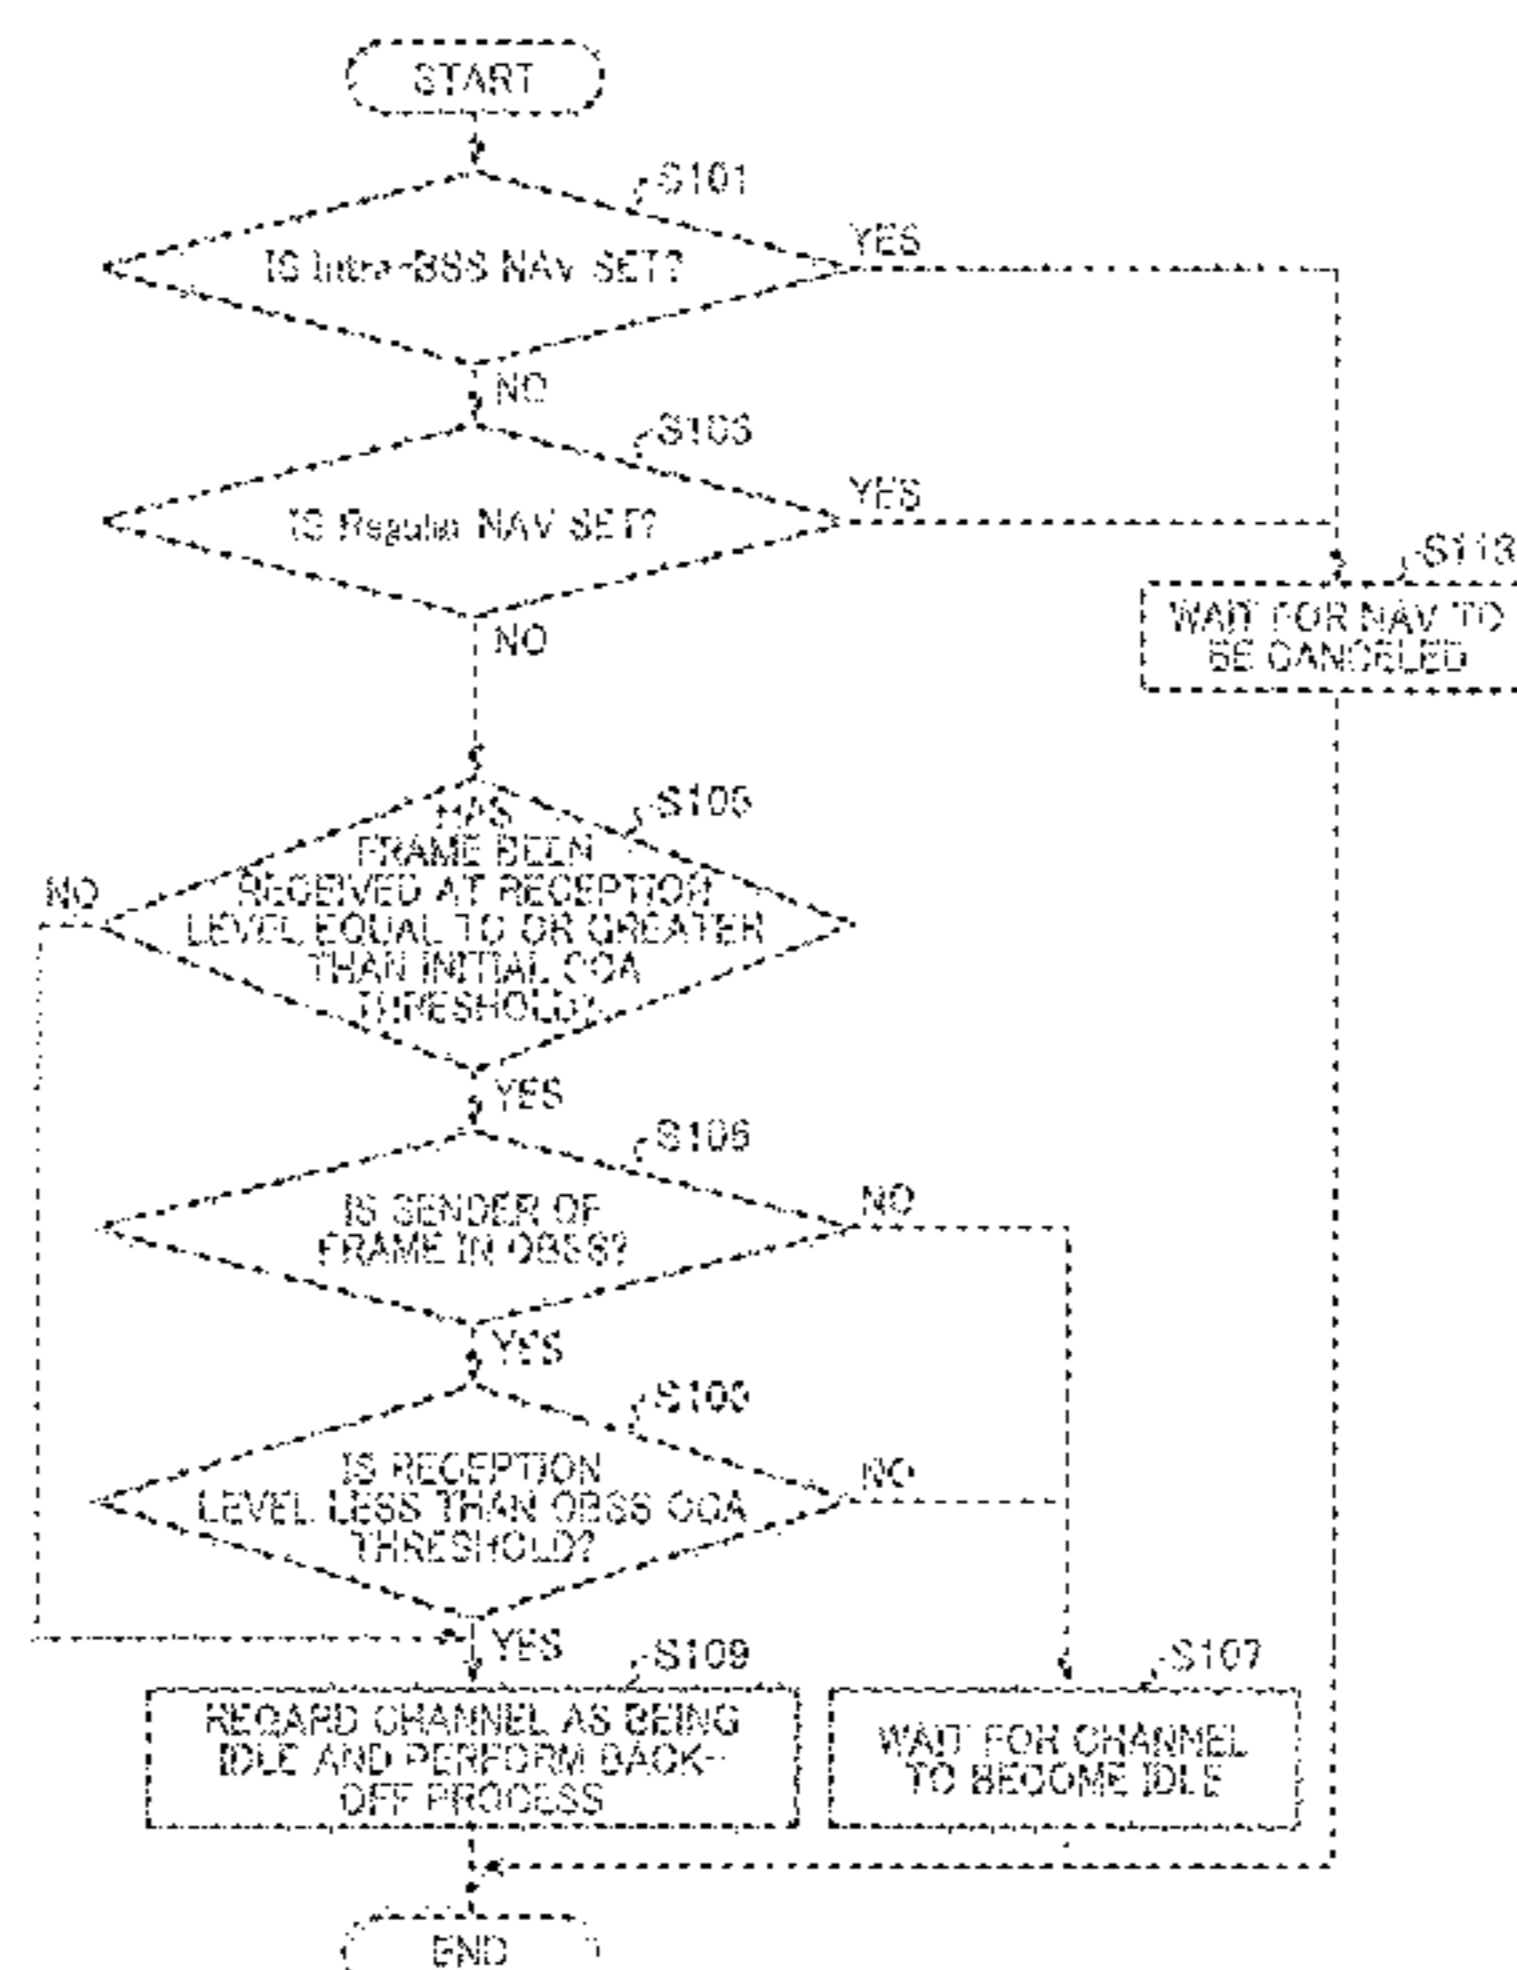 START
S101
IS Intra-BSS NAV SET?
YES
NO
S103
IS Regular NAV SET?
YES
NO
S113
WAIT FOR NAV TO
BE CANCELED
S105
HAS
FRAME BEEN
RECEIVED AT RECEPTION
LEVEL EQUAL TO OR GREATER
THAN INITIAL CCA
THRESHOLD?
NO
YES
S106
IS SENDER OF
FRAME IN OBSS?
NO
YES
IS RECEPTION
LEVEL LESS THAN OBSS CCA
THRESHOLD?
NO
YES
S109
REGARD CHANNEL AS BEING
IDLE AND PERFORM BACK-
OFF PROCESS
S107
WAIT FOR CHANNEL
TO BECOME IDLE
END